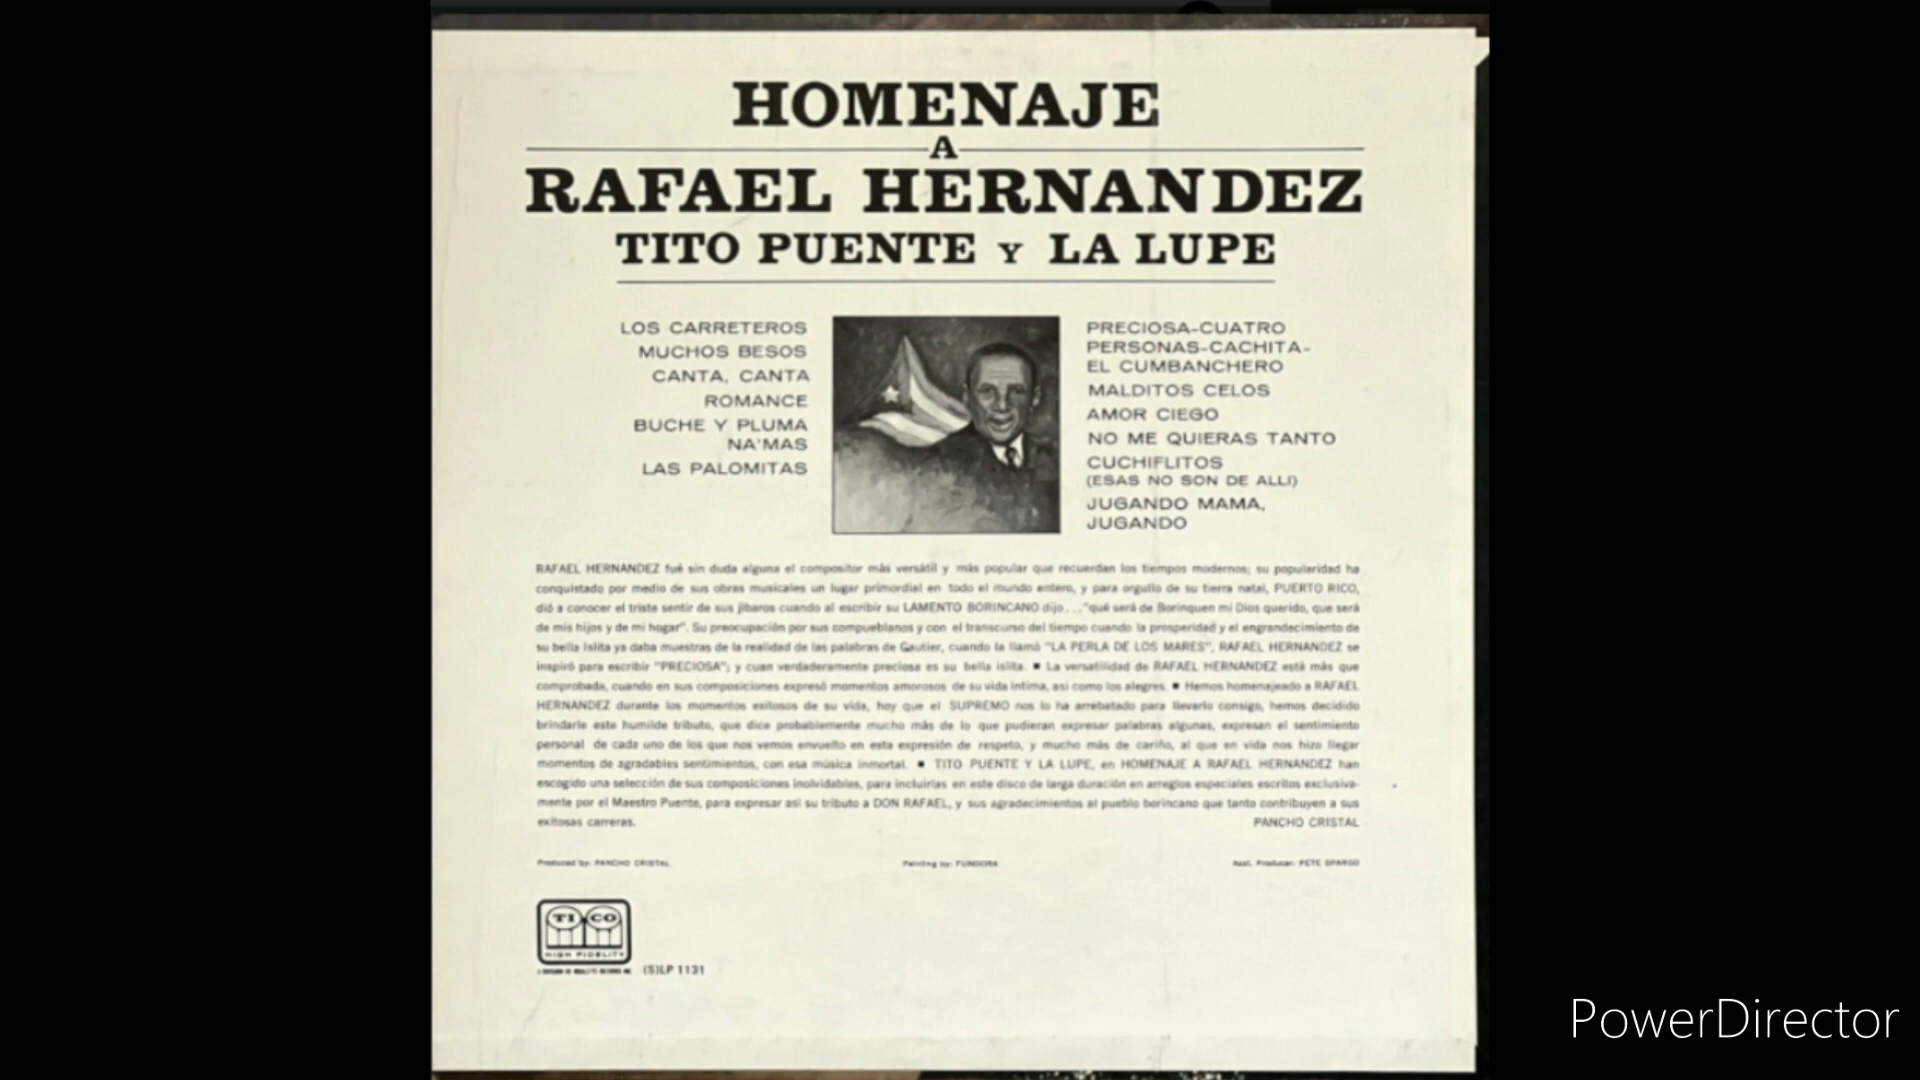 HOMENAJE
A
RAFAEL HERNANDEZ
TITO PUENTE Y LA LUPE
LOS CARRETEROS
MUCHOS BESOS
CANTA, CANTA
ROMANCE
BUCHE Y PLUMA
NA'MAS
LAS PALOMITAS
PRECIOSA-CUATRO
PERSONAS-CACHITA-
EL CUMBANCHERO
MALDITOS CELOS
AMOR CIEGO
NO ME QUIERAS TANTO
CUCHIFLITOS
(ESAS NO SON DE ALLI)
JUGANDO MAMA,
JUGANDO
RAFAEL HERNANDEZ fué sin duda alguna el compositor más versátil y más popular que recuerdan los tiempos modernos; su popularidad ha
conquistado por medio de sus obras musicales un lugar primordial en todo el mundo entero, y para orgullo de su tierra natal, PUERTO RICO,
dió a conocer el triste sentir de sus jíbaros cuando al escribir su LAMENTO BORINCANO dijo..."qué será de Borinquen mi Dios querido, que será
de mis hijos y de mi hogar". Su preocupación por sus compueblanos y con el transcurso del tiempo cuando la prosperidad y el engrandecimiento de
su bella islita ya daba muestras de la realidad de las palabras de Gautier, cuando la llamó "LA PERLA DE LOS MARES", RAFAEL HERNANDEZ se
inspiró para escribir "PRECIOSA"; y cuan verdaderamente preciosa es su bella islita. ■ La versatilidad de RAFAEL HERNANDEZ está más que
comprobada, cuando en sus composiciones expresó momentos amorosos de su vida intima, asi como los alegres. ■ Hemos homenajeado a RAFAEL
HERNANDEZ durante los momentos exitosos de su vida, hoy que el SUPREMO nos lo ha arrebatado para llevarlo consigo, hemos decidido
brindarle este humilde tributo, que dice probablemente mucho más de lo que pudieran expresar palabras algunas, expresan el sentimiento
personal de cada uno de los que nos vemos envuelto en esta expresión de respeto, y mucho más de cariño, al que en vida nos hizo llegar
momentos de agradables sentimientos, con esa música inmortal. ■ TITO PUENTE Y LA LUPE, en HOMENAJE A RAFAEL HERNANDEZ han
escogido una selección de sus composiciones inolvidables, para incluirlas en este disco de larga duración en arreglos especiales escritos exclusiva-
mente por el Maestro Puente, para expresar asi su tributo a DON RAFAEL, y sus agradecimientos al pueblo borincano que tanto contribuyen a sus
exitosas carreras.
PANCHO CRISTAL
Produced by: PANCHO CRISTAL
Painting by: FUNDORA
Asst. Producer: PETE SPARGO
TICO
HIGH FIDELITY
A DIVISION OF ROULETTE RECORDS INC
(S)LP 1131
PowerDirector